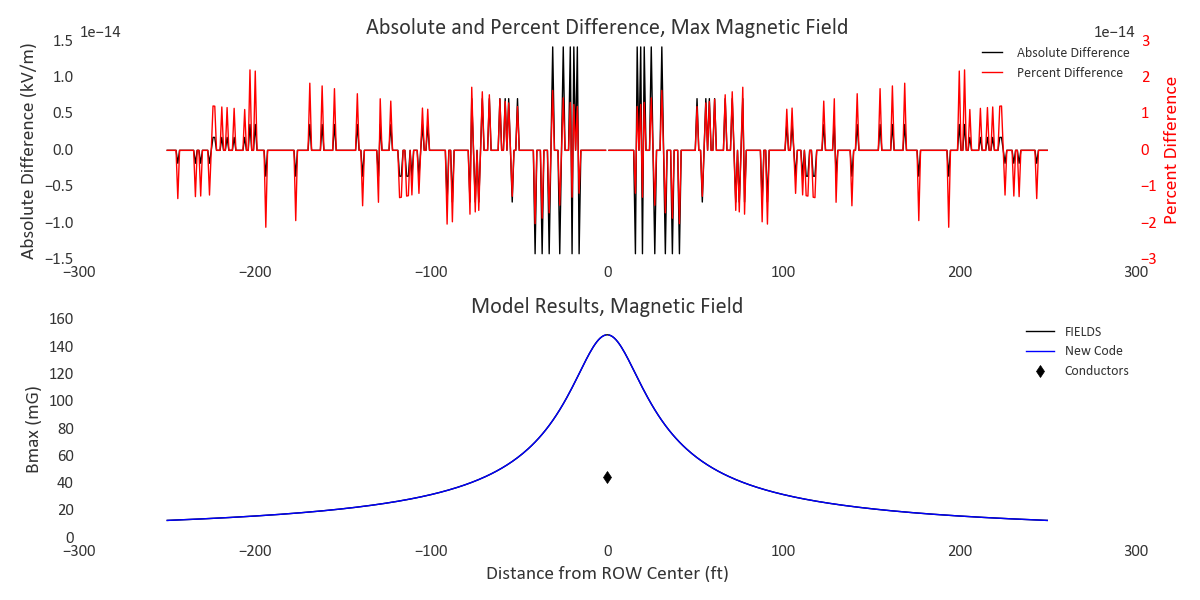 Absolute and Percent Difference, Max Magnetic Field
1e−14
1e−14
Absolute Difference (kV/m)
1.5
1.0
0.5
0.0
−0.5
−1.0
−1.5
Absolute Difference
Percent Difference
3
2
1
0
−1
−2
−3
Percent Difference
−300
−200
−100
0
100
200
300
Model Results, Magnetic Field
Bmax (mG)
160
140
120
100
80
60
40
20
0
FIELDS
New Code
Conductors
−300
−200
−100
0
100
200
300
Distance from ROW Center (ft)